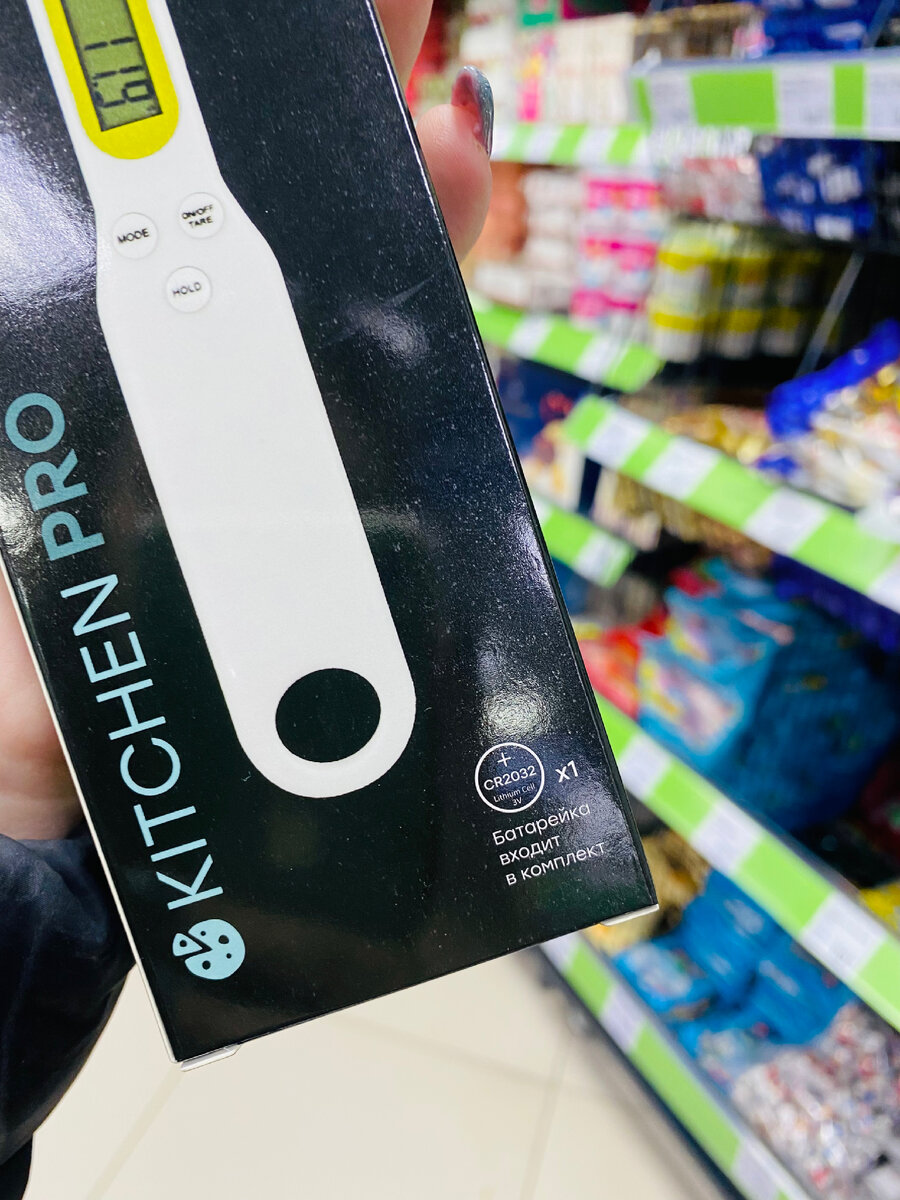 MODE
ON/OFF
TARE
HOLD
KITCHEN PRO
+
CR2032
Lithium Cell
3V
x1
Батарейка
входит
в комплект